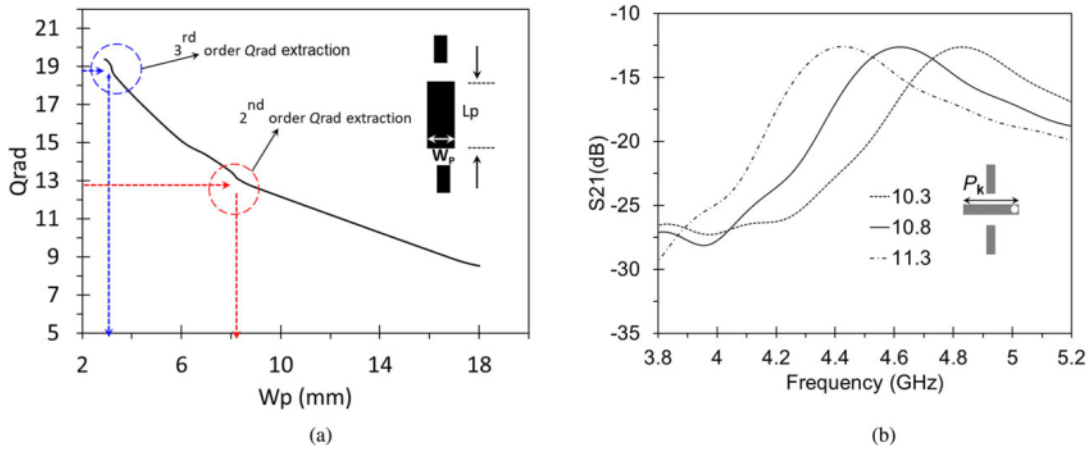 21
19
17
15
13
11
9
7
5
Qrad
3rd order Qrad extraction
2nd order Qrad extraction
Lp
WP
2 6 10 14 18
Wp (mm)
(a)
-10
-15
-20
-25
-30
-35
S21(dB)
Pk
10.3
10.8
11.3
3.8 4 4.2 4.4 4.6 4.8 5 5.2
Frequency (GHz)
(b)